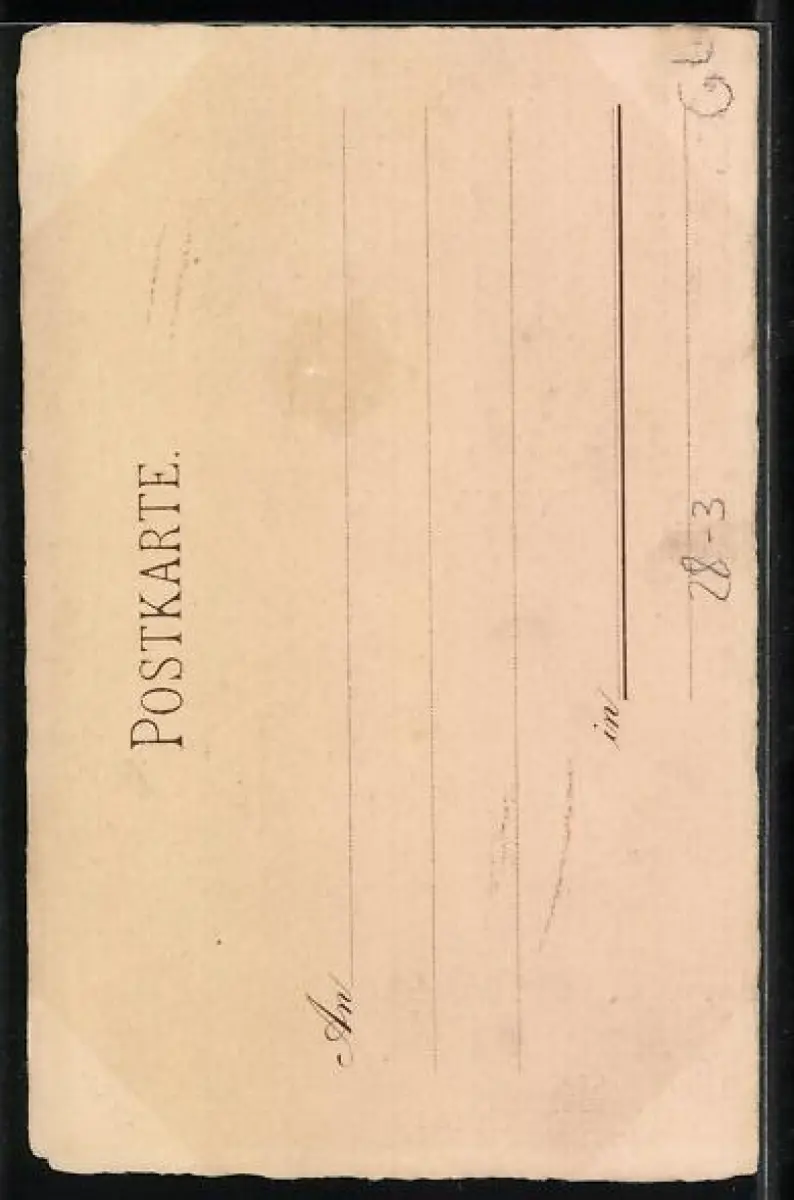 POSTKARTE.
An
in
28-3